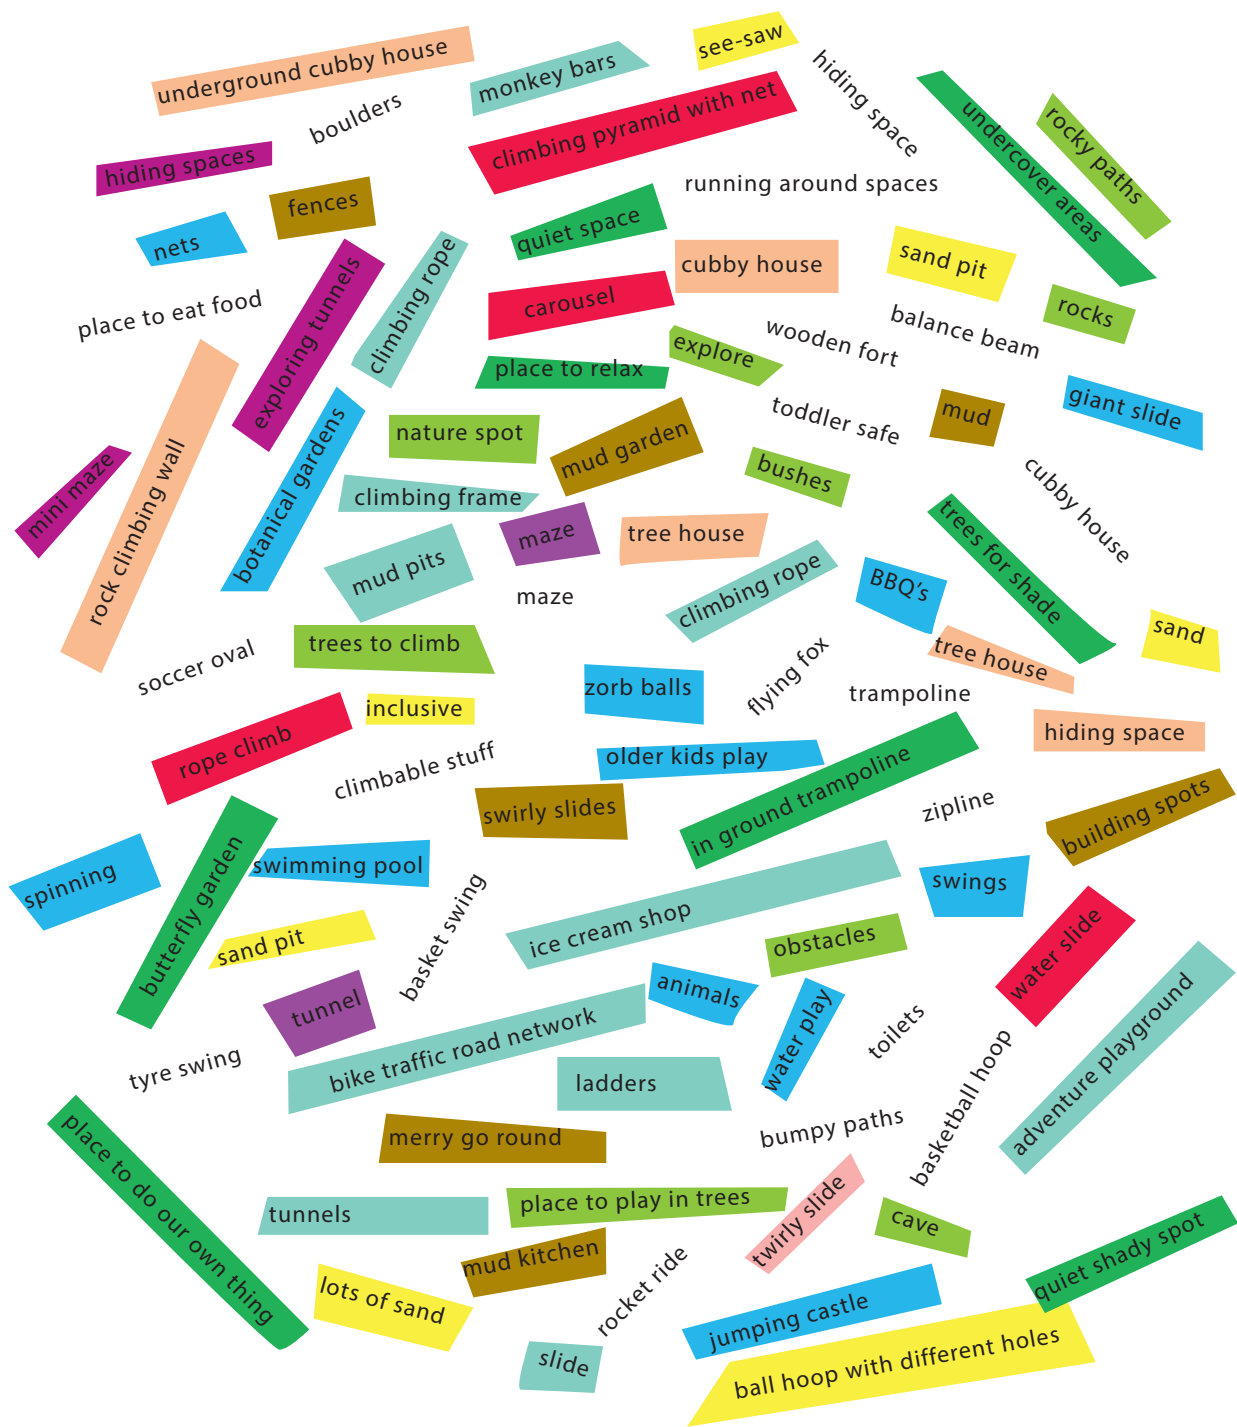 underground cubby house
monkey bars
see-saw
boulders
climbing pyramid with net
hiding space
undercover areas
rocky paths
hiding spaces
fences
running around spaces
nets
quiet space
cubby house
sand pit
place to eat food
exploring tunnels
climbing rope
carousel
rocks
wooden fort
balance beam
explore
place to relax
giant slide
mud
toddler safe
nature spot
mud garden
bushes
mini maze
rock climbing wall
botanical gardens
climbing frame
cubby house
maze
tree house
trees for shade
mud pits
climbing rope
BBQ's
maze
sand
trees to climb
soccer oval
tree house
flying fox
zorb balls
trampoline
inclusive
hiding space
rope climb
climbable stuff
older kids play
in ground trampoline
swirly slides
zipline
building spots
spinning
butterfly garden
swimming pool
swings
basket swing
ice cream shop
obstacles
water slide
sand pit
animals
tunnel
water play
toilets
adventure playground
tyre swing
bike traffic road network
ladders
basketball hoop
merry go round
bumpy paths
place to do our own thing
tunnels
place to play in trees
twirly slide
cave
mud kitchen
quiet shady spot
lots of sand
rocket ride
jumping castle
slide
ball hoop with different holes